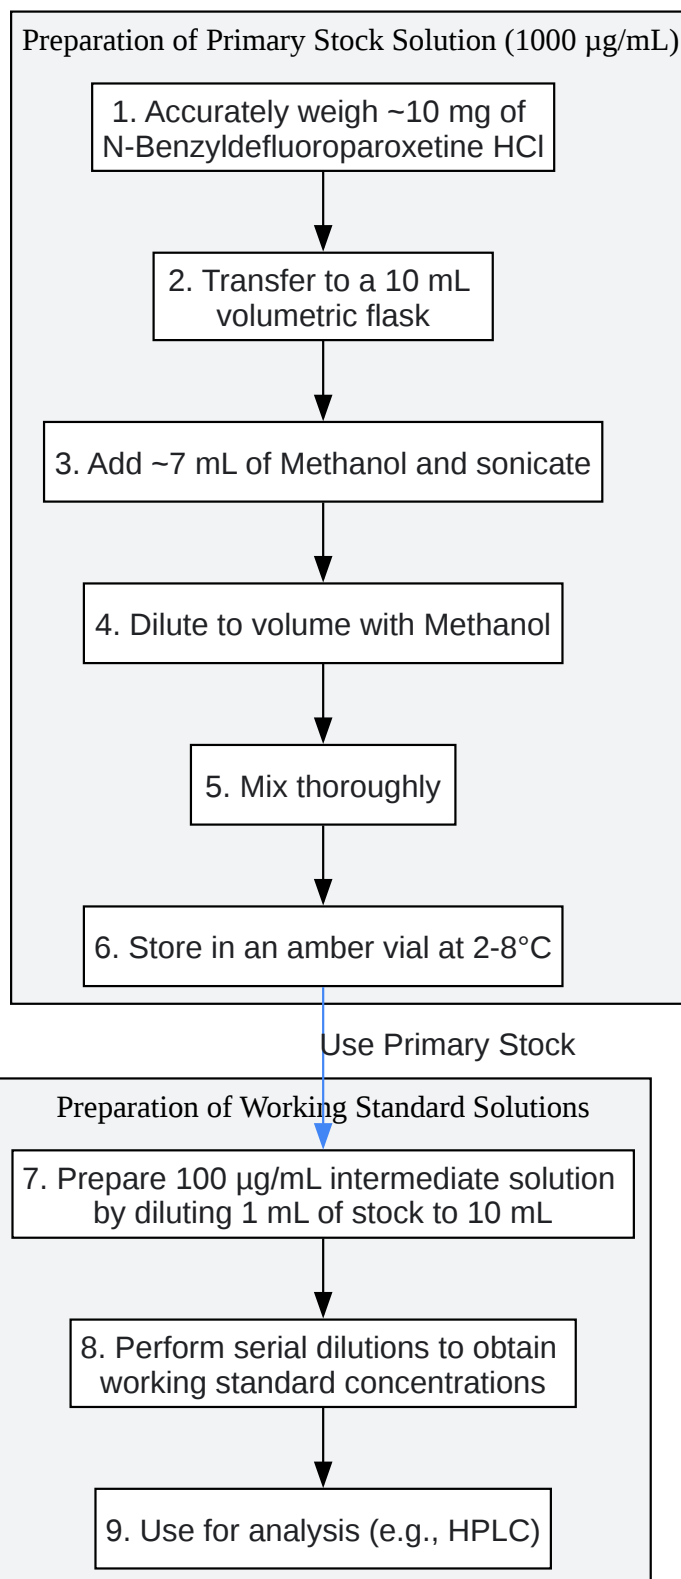 Preparation of Primary Stock Solution (1000 µg/mL)
1. Accurately weigh ~10 mg of
N-Benzyldefluoroparoxetine HCl
2. Transfer to a 10 mL
volumetric flask
3. Add ~7 mL of Methanol and sonicate
4. Dilute to volume with Methanol
5. Mix thoroughly
6. Store in an amber vial at 2-8°C
Use Primary Stock
Preparation of Working Standard Solutions
7. Prepare 100 µg/mL intermediate solution
by diluting 1 mL of stock to 10 mL
8. Perform serial dilutions to obtain
working standard concentrations
9. Use for analysis (e.g., HPLC)